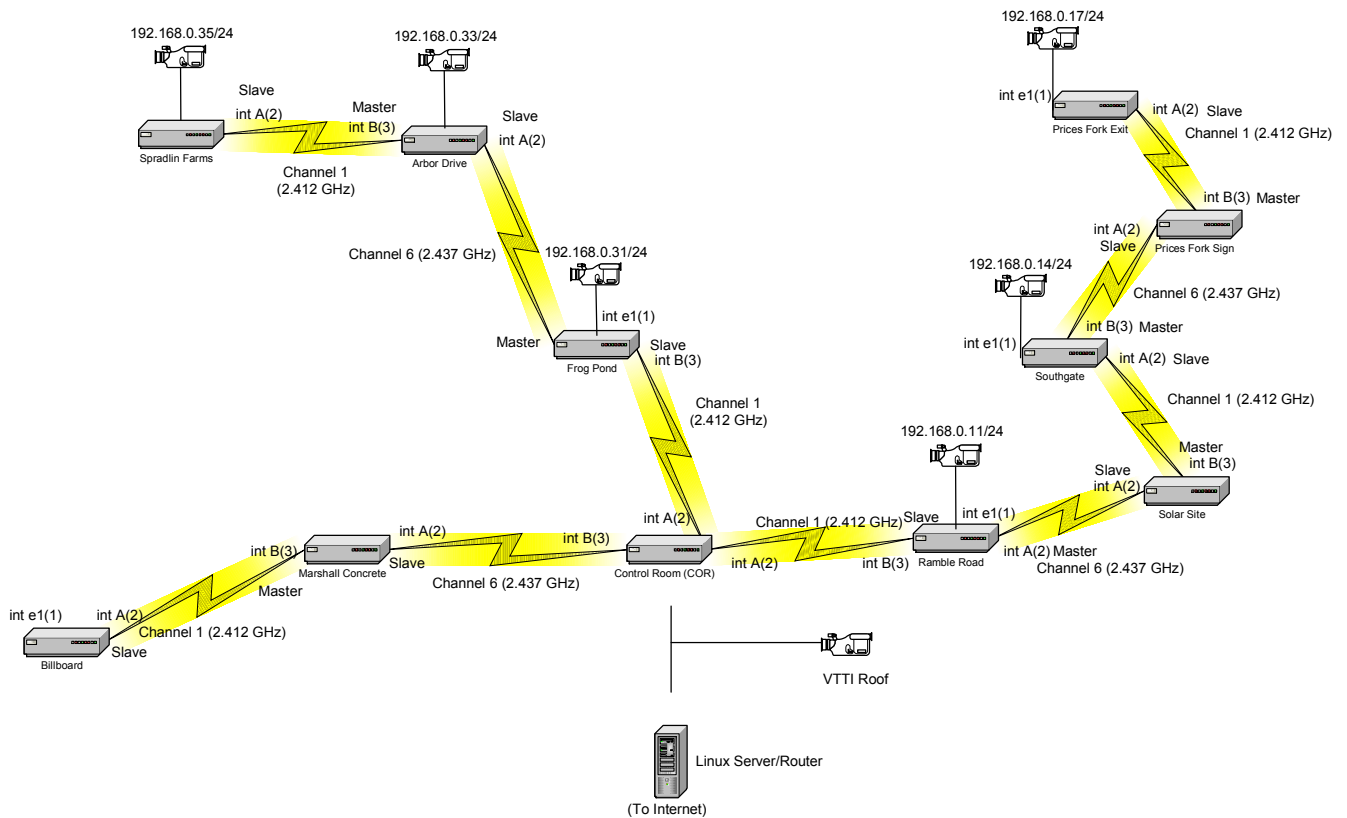 192.168.0.35/24
192.168.0.33/24
192.168.0.17/24
Slave
int A(2)
Master
int B(3)
Slave
int A(2)
Spradlin Farms
Arbor Drive
Channel 1
(2.412 GHz)
int e1(1)
int A(2)
Slave
Prices Fork Exit
Channel 1 (2.412 GHz)
int B(3) Master
int A(2)
Slave
Prices Fork Sign
Channel 6 (2.437 GHz)
192.168.0.31/24
192.168.0.14/24
Channel 6 (2.437 GHz)
int e1(1)
Master
Slave
int B(3)
Frog Pond
int B(3) Master
int e1(1)
int A(2) Slave
Southgate
Channel 1
(2.412 GHz)
Channel 1 (2.412 GHz)
192.168.0.11/24
Master
int B(3)
Slave
int A(2)
Solar Site
int A(2)
int e1(1)
Channel 1 (2.412 GHz)
Slave
int A(2)
int B(3)
int B(3)
Marshall Concrete
Slave
Control Room (COR)
int A(2)
int B(3)
Ramble Road
int A(2) Master
Channel 6 (2.437 GHz)
Channel 6 (2.437 GHz)
Master
int e1(1)
int A(2)
Channel 1 (2.412 GHz)
Slave
Billboard
VTTI Roof
Linux Server/Router
(To Internet)